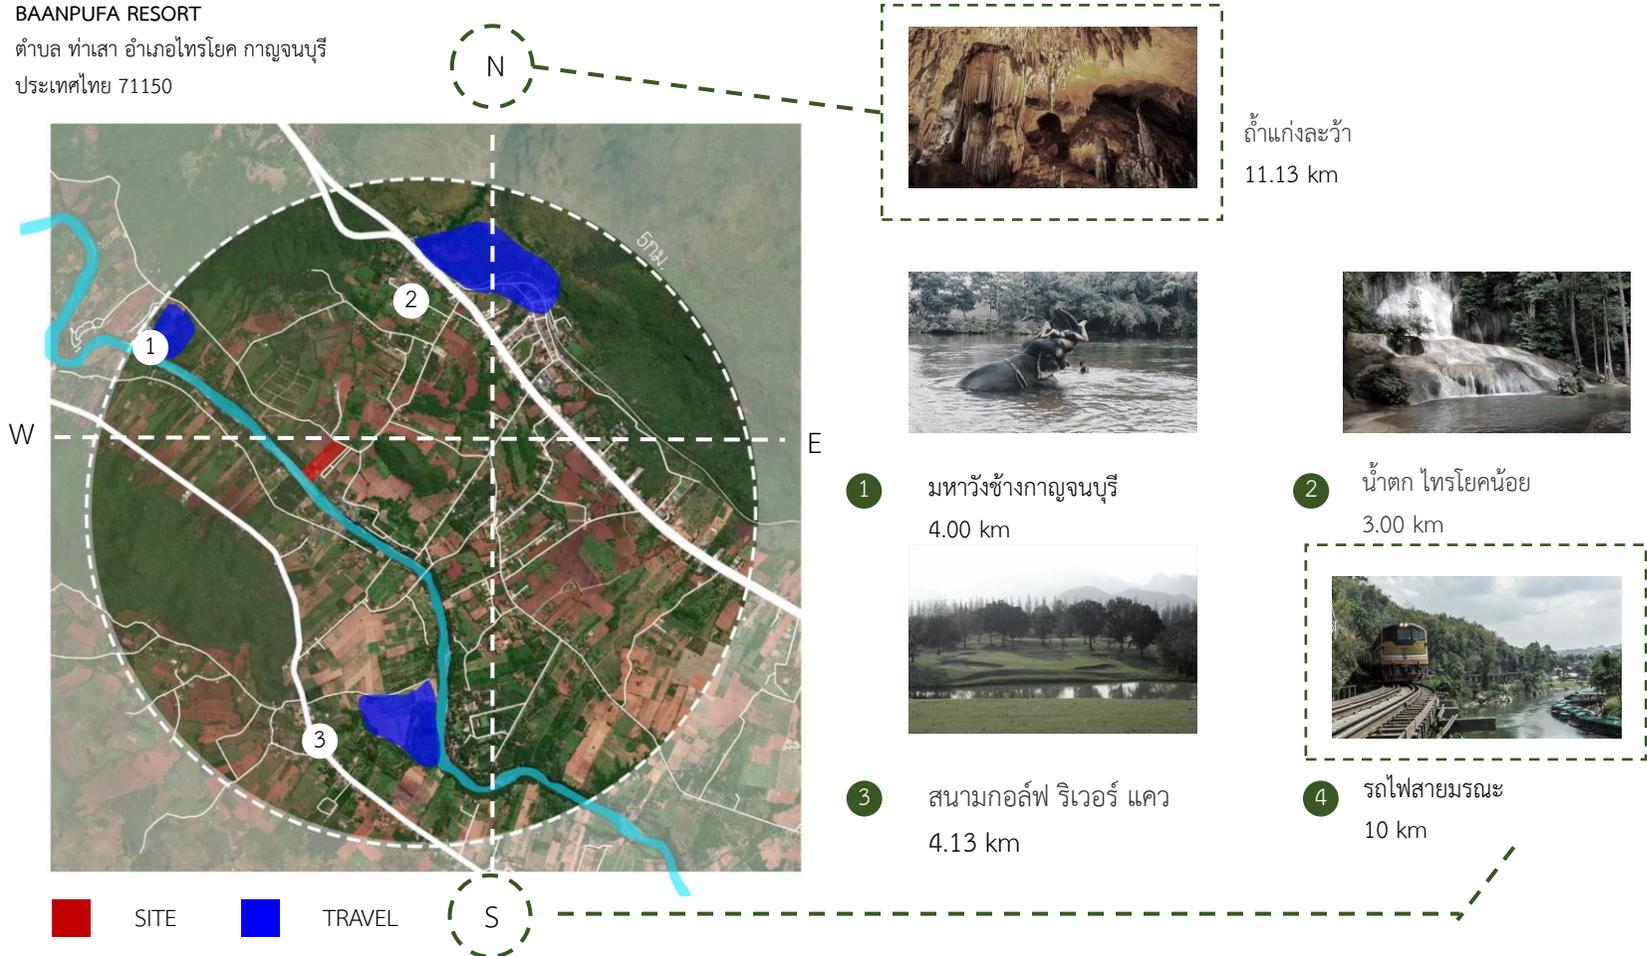 BAANPUFA RESORT
ตำบล ท่าเสา อำเภอไทรโยค กาญจนบุรี
ประเทศไทย 71150
N
ถ้ำแก่งละว้า
11.13 km
5กม.
2
1
W
E
1
มหาวังช้างกาญจนบุรี
4.00 km
2
น้ำตก ไทรโยคน้อย
3.00 km
3
3
สนามกอล์ฟ ริเวอร์ แคว
4.13 km
4
รถไฟสายมรณะ
10 km
SITE
TRAVEL
S